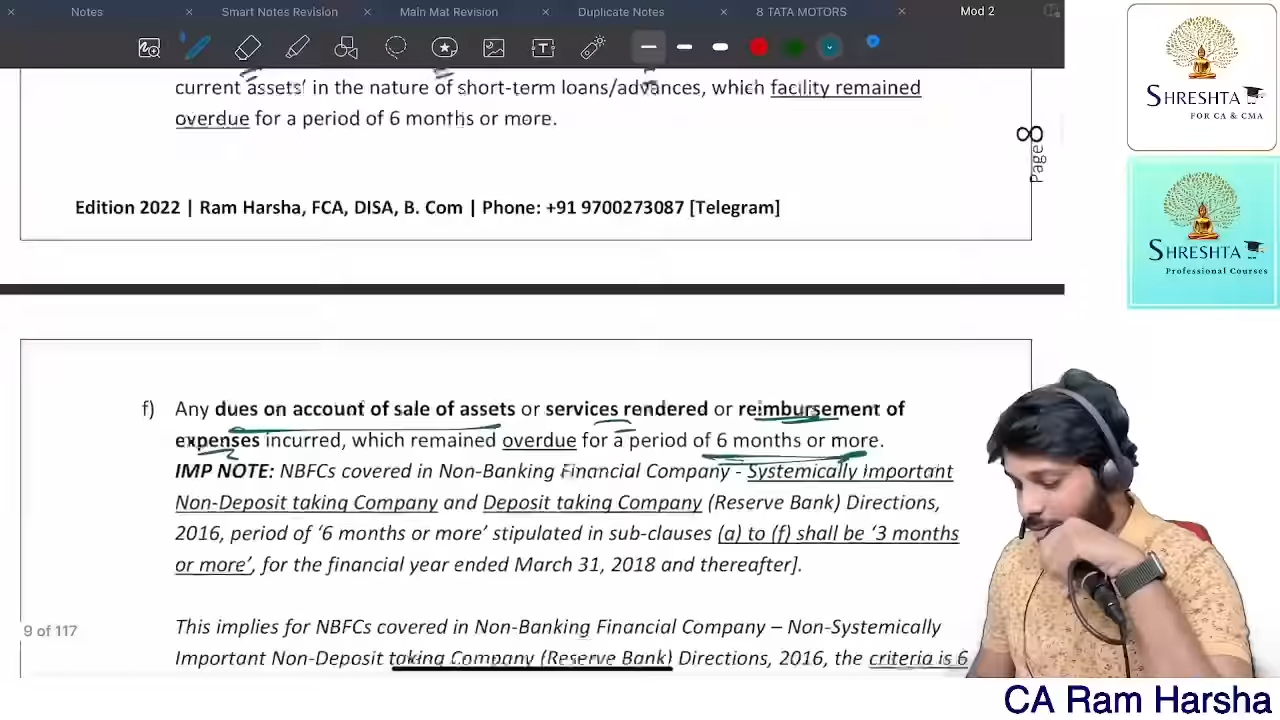 Notes
Smart Notes Revision
Main Mat Revision
Duplicate Notes
8 TATA MOTORS
Mod 2
current assets' in the nature of short-term loans/advances, which facility remained
overdue for a period of 6 months or more.
Page 8
Edition 2022 | Ram Harsha, FCA, DISA, B. Com | Phone: +91 9700273087 [Telegram]
f) Any dues on account of sale of assets or services rendered or reimbursement of
expenses incurred, which remained overdue for a period of 6 months or more.
IMP NOTE: NBFCs covered in Non-Banking Financial Company - Systemically Important
Non-Deposit taking Company and Deposit taking Company (Reserve Bank) Directions,
2016, period of '6 months or more' stipulated in sub-clauses (a) to (f) shall be '3 months
or more', for the financial year ended March 31, 2018 and thereafter].
9 of 117
This implies for NBFCs covered in Non-Banking Financial Company – Non-Systemically
Important Non-Deposit taking Company (Reserve Bank) Directions, 2016, the criteria is 6
SHRESHTA
FOR CA & CMA
SHRESHTA
Professional Courses
CA Ram Harsha